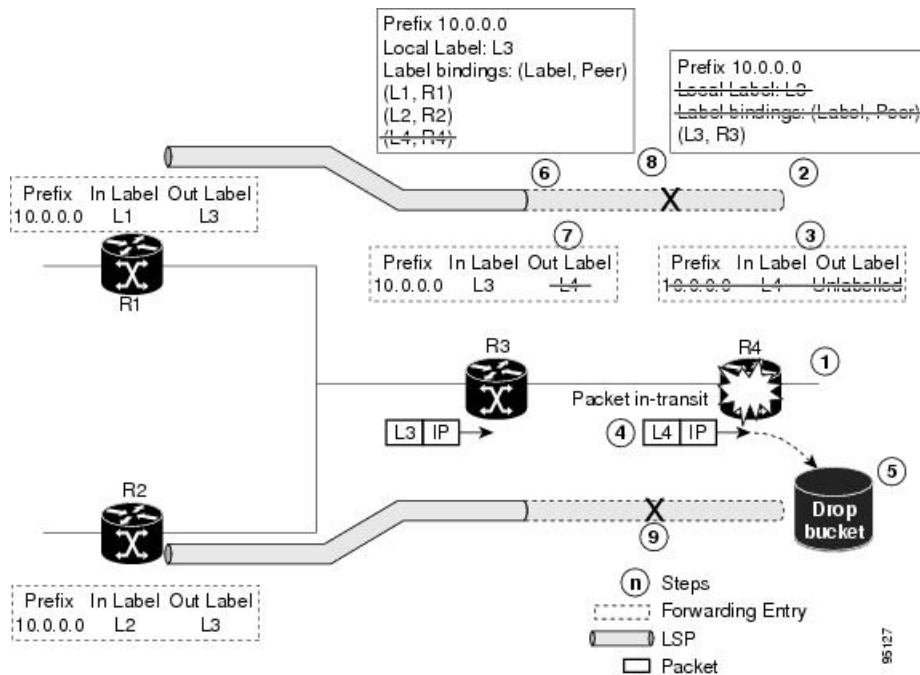 Prefix 10.0.0.0
Local Label: L3
Label bindings: (Label, Peer)
(L1, R1)
(L2, R2)
(L4, R4)
Prefix 10.0.0.0
Local Label: L3
Label bindings: (Label, Peer)
(L3, R3)
6
8
2
Prefix In Label Out Label
10.0.0.0 L1 L3
R1
7
Prefix In Label Out Label
10.0.0.0 L3 L4
3
Prefix In Label Out Label
10.0.0.0 L4 Unlabelled
R3
R4
1
Packet in-transit
L3 IP
4
L4 IP
5
Drop
bucket
R2
9
Prefix In Label Out Label
10.0.0.0 L2 L3
n Steps
Forwarding Entry
LSP
Packet
95127